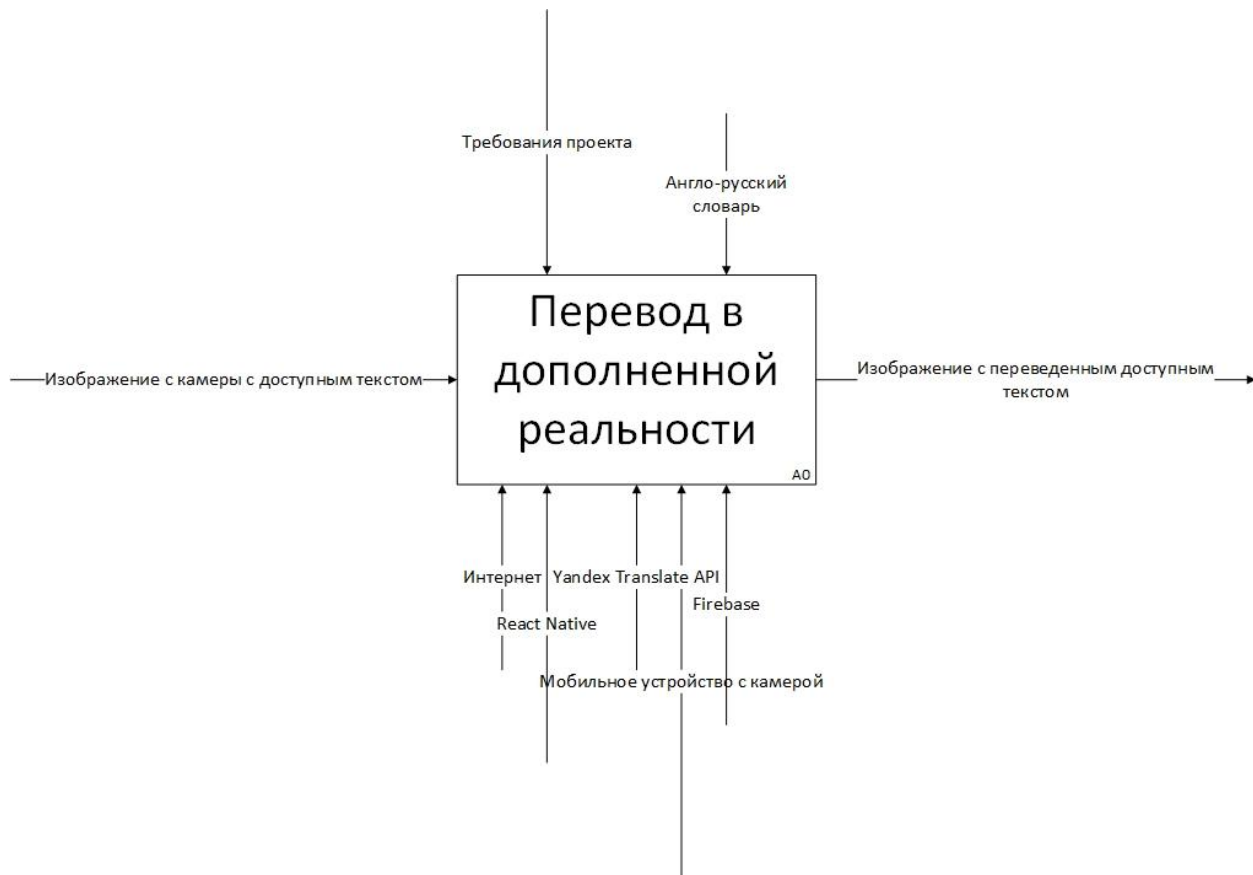 Требования проекта
Англо-русский
словарь
Перевод в
дополненной
реальности
A0
Изображение с камеры с доступным текстом
Изображение с переведенным доступным
текстом
Интернет
Yandex Translate API
Firebase
React Native
Мобильное устройство с камерой